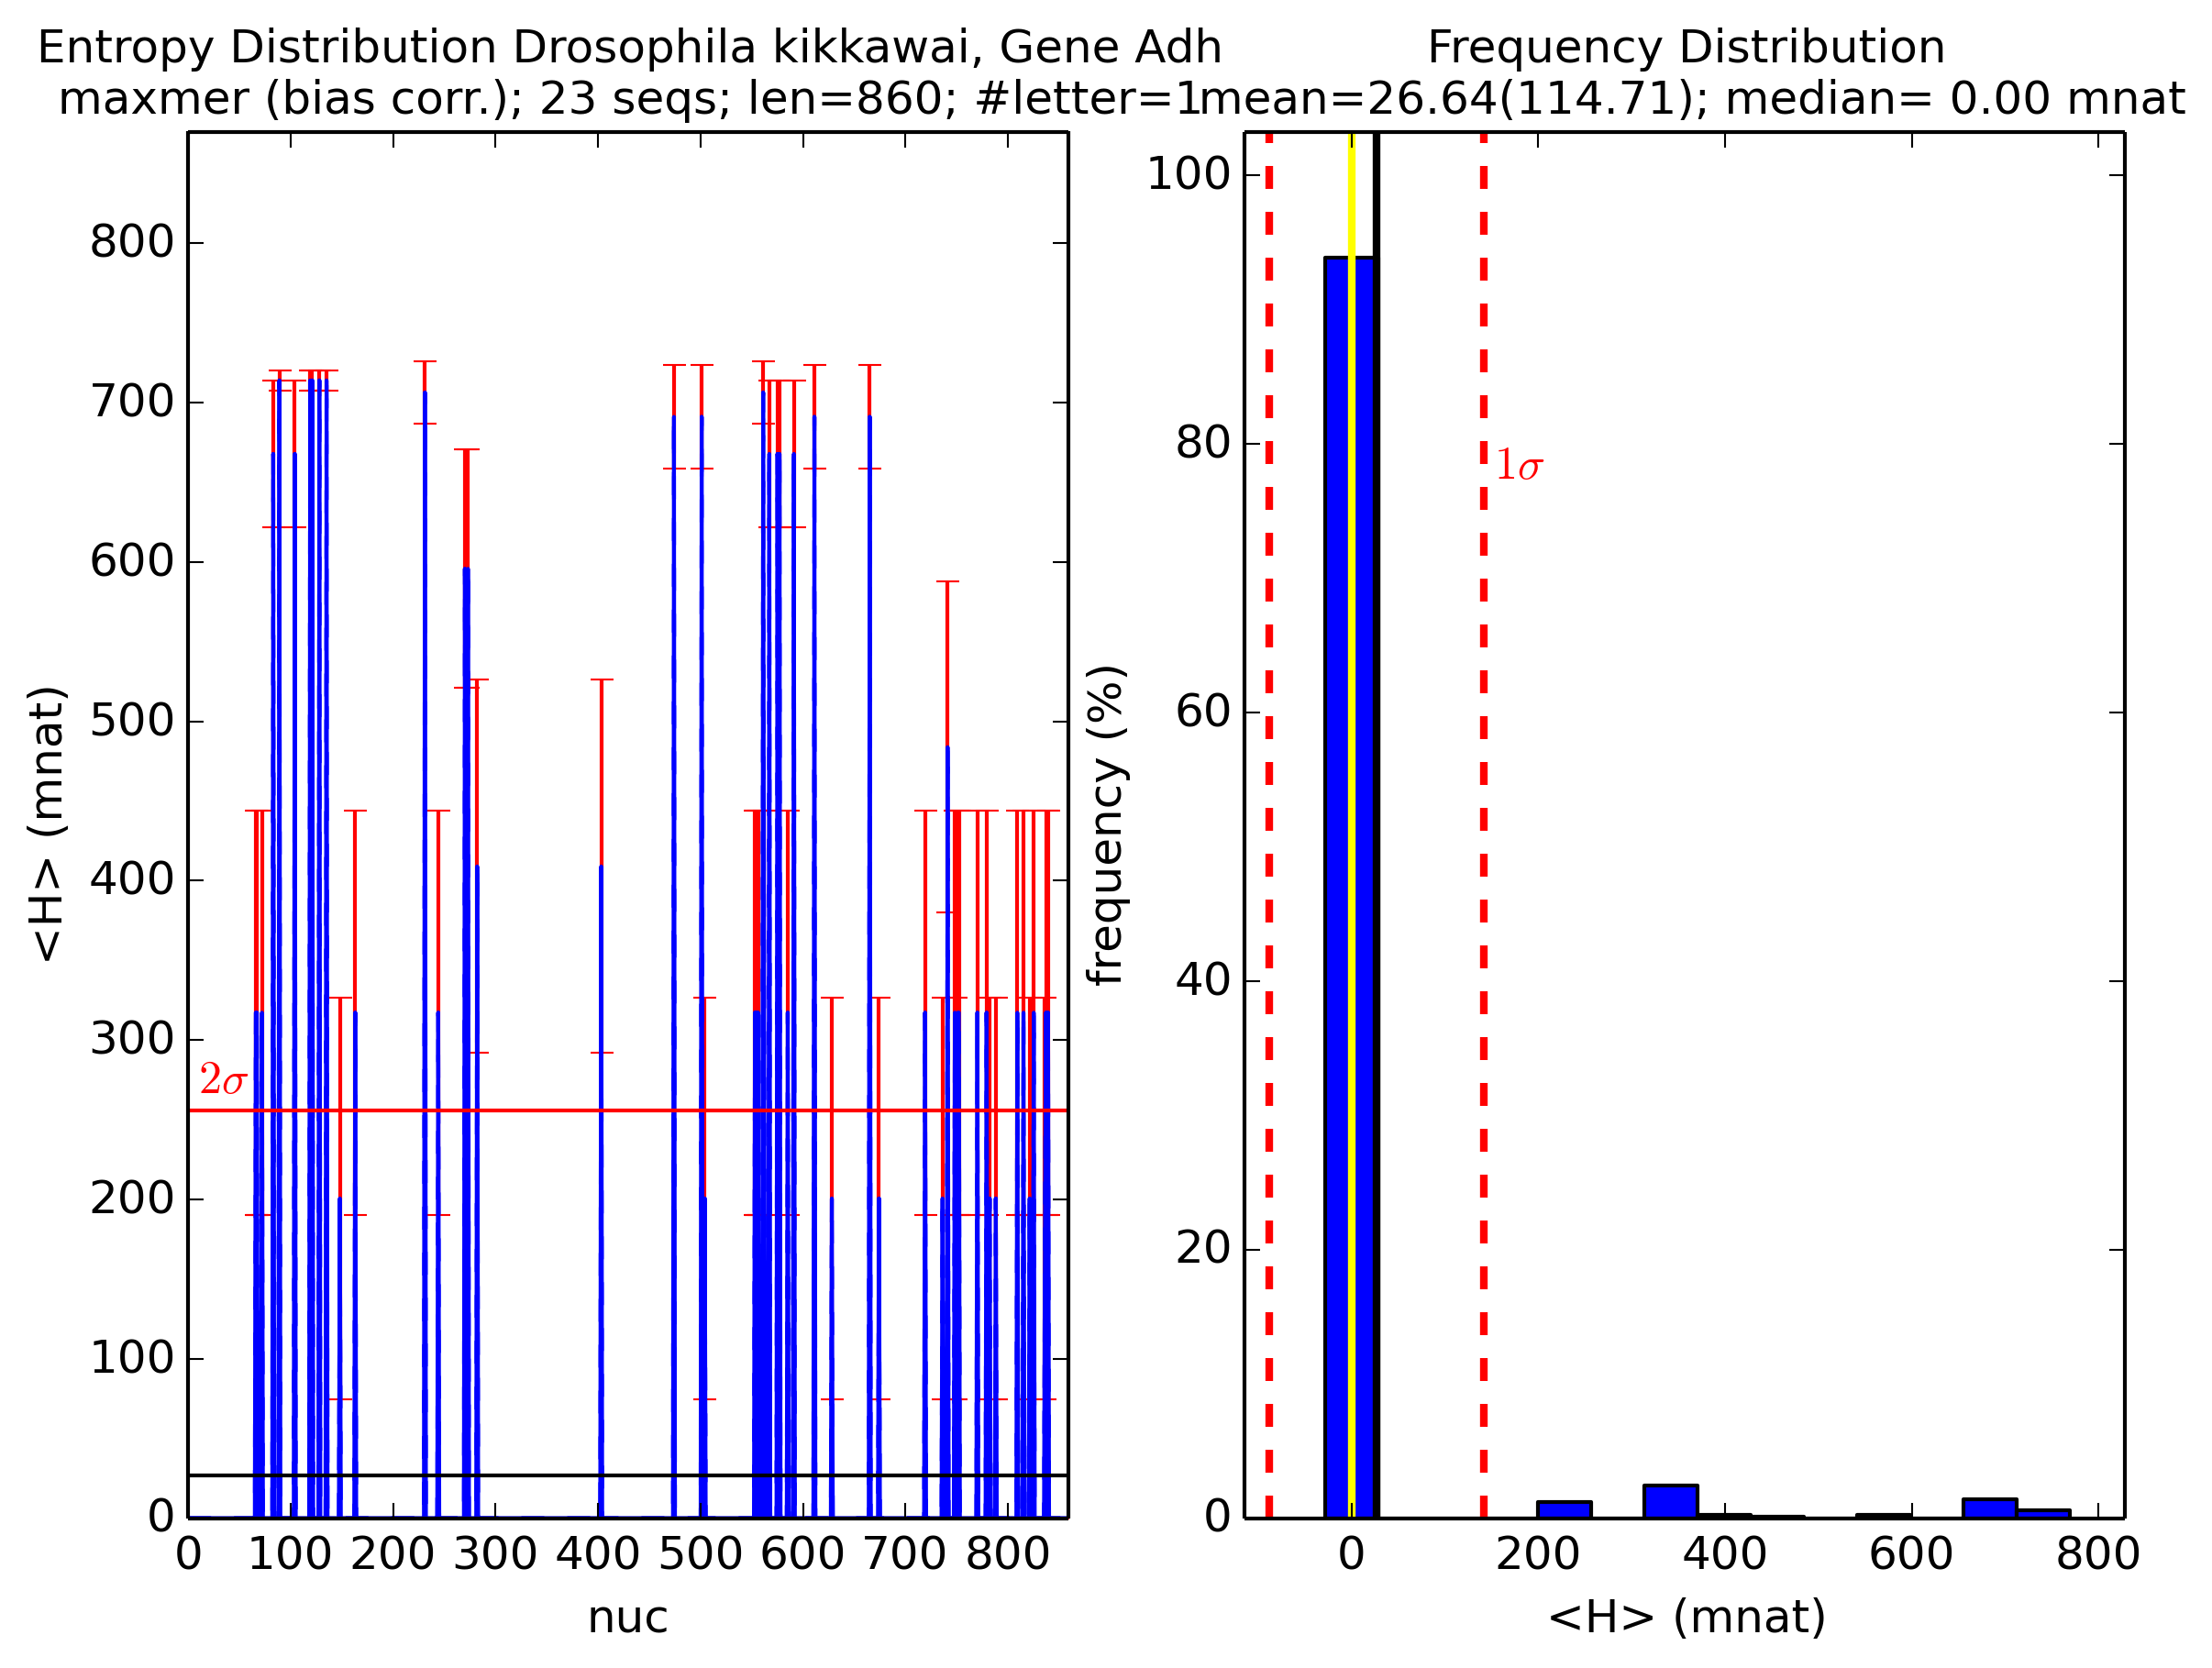 Entropy Distribution Drosophila kikkawai, Gene Adh
maxmer (bias corr.); 23 seqs; len=860; #letter=1
<H> (mnat)
800
700
600
500
400
300
200
100
0
2σ
0 100 200 300 400 500 600 700 800
nuc
Frequency Distribution
mean=26.64(114.71); median= 0.00 mnat
frequency (%)
100
80
60
40
20
0
1σ
0 200 400 600 800
<H> (mnat)